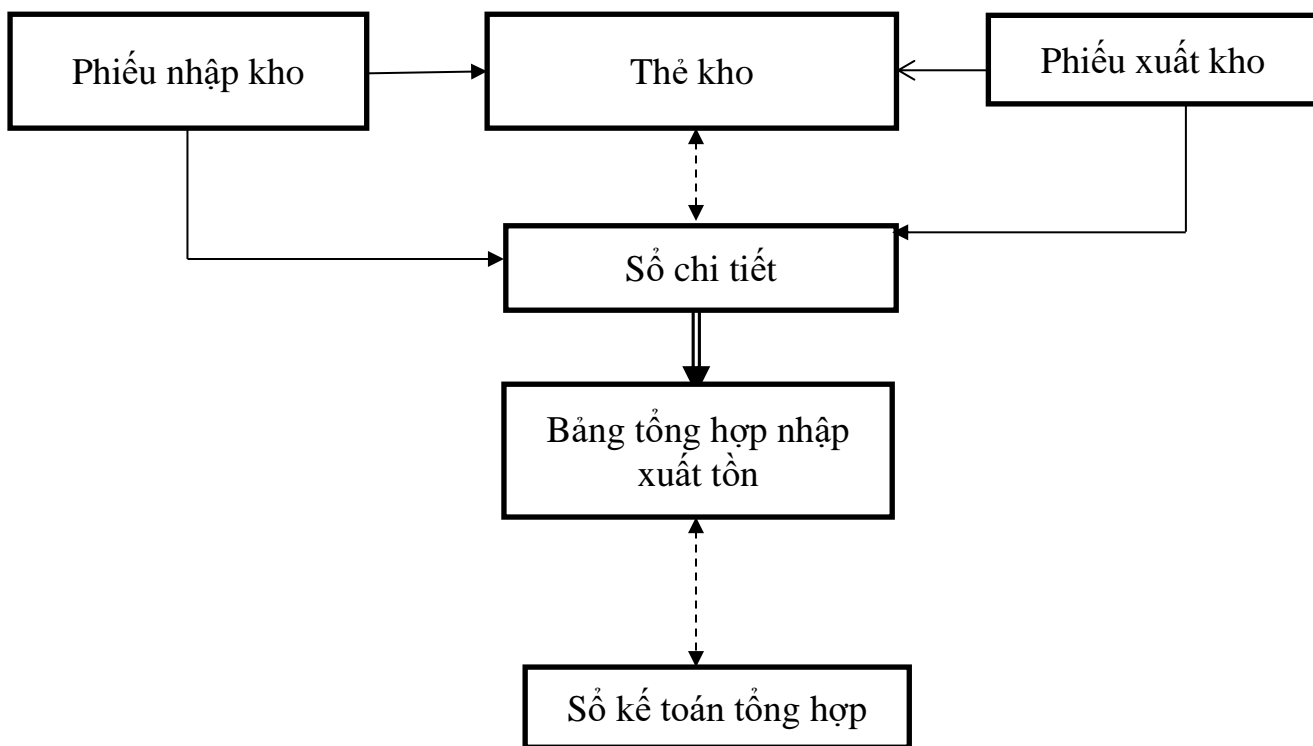 Phiếu nhập kho
Thẻ kho
Phiếu xuất kho
Sổ chi tiết
Bảng tổng hợp nhập
xuất tồn
Sổ kế toán tổng hợp